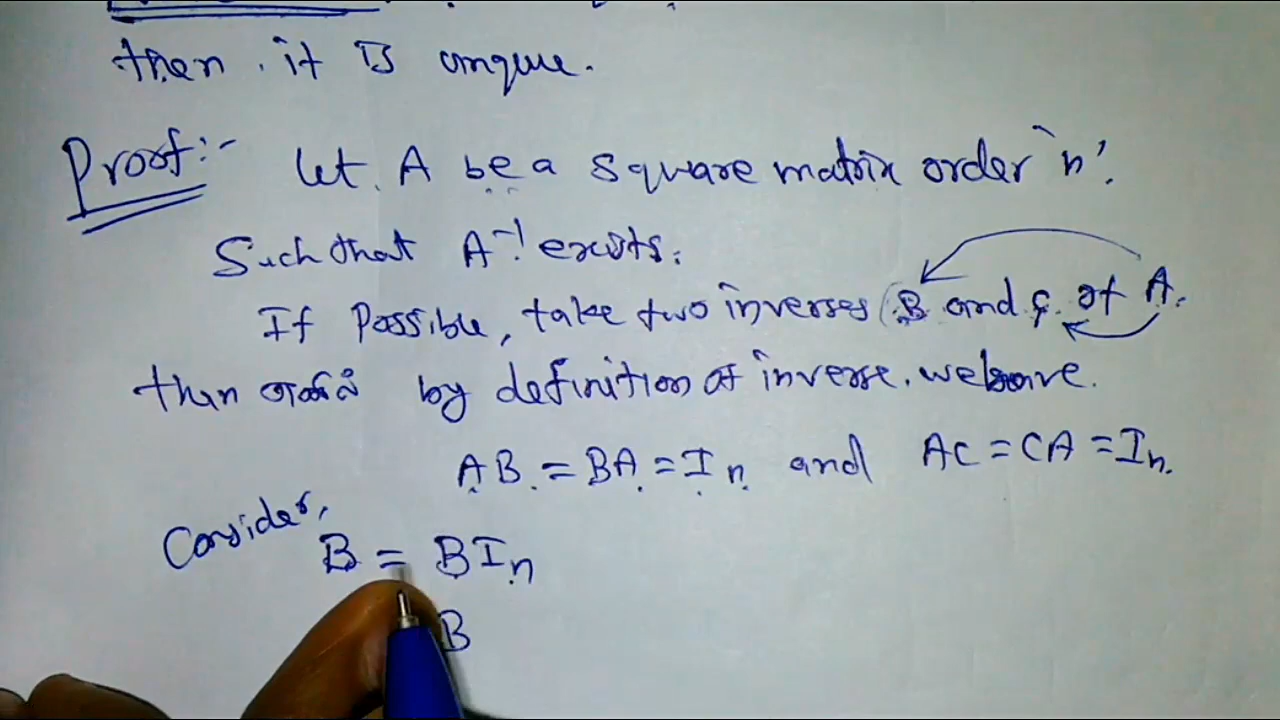 then. it is unique.
Proof:- Let A be a square matrix order 'n'.
Such that A⁻¹ exists.
If Possible, take two inverses (B and C of A.
then by definition of inverse. we have.
AB = BA = Iₙ and AC = CA = Iₙ.
Consider,
B = BIₙ
B